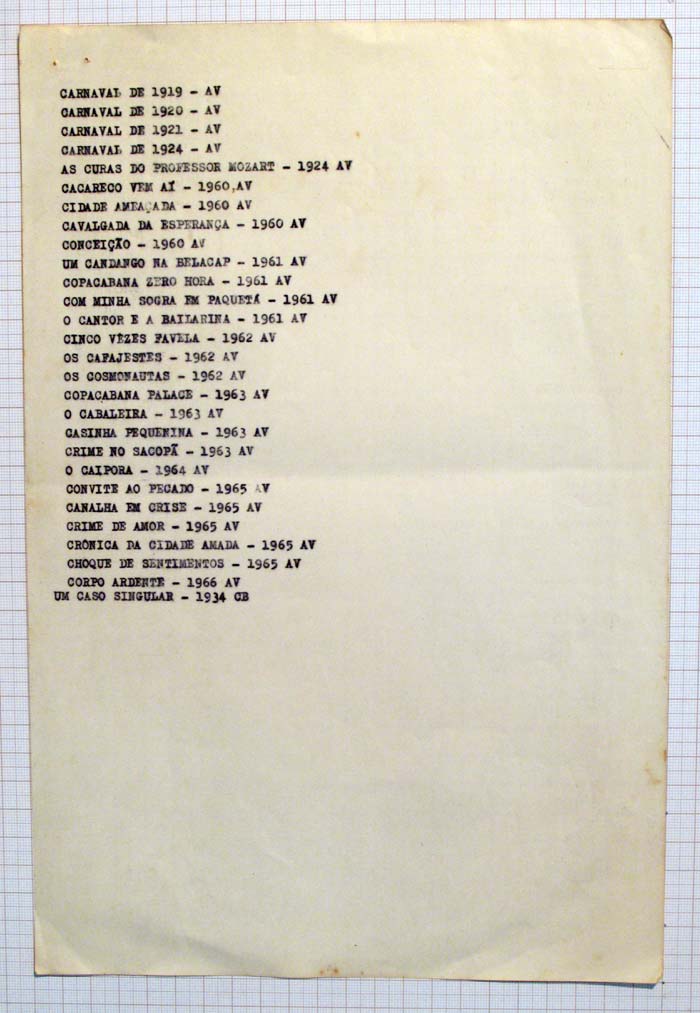 CARNAVAL DE 1919 - AV
CARNAVAL DE 1920 - AV
CARNAVAL DE 1921 - AV
CARNAVAL DE 1924 - AV
AS CURAS DO PROFESSOR MOZART - 1924 AV
CACARECO VEM AÍ - 1960,AV
CIDADE AMEAÇADA - 1960 AV
CAVALGADA DA ESPERANÇA - 1960 AV
CONCEIÇÃO - 1960 AV
UM CANDANGO NA BELACAP - 1961 AV
COPACABANA ZERO HORA - 1961 AV
COM MINHA SOGRA EM PAQUETÁ - 1961 AV
O CANTOR E A BAILARINA - 1961 AV
CINCO VÊZES FAVELA - 1962 AV
OS CAFAJESTES - 1962 AV
OS COSMONAUTAS - 1962 AV
COPACABANA PALACE - 1963 AV
O CABALEIRA - 1963 AV
CASINHA PEQUENINA - 1963 AV
CRIME NO SACOPÃ - 1963 AV
O CAIPORA - 1964 AV
CONVITE AO PECADO - 1965 AV
CANALHA EM CRISE - 1965 AV
CRIME DE AMOR - 1965 AV
CRÔNICA DA CIDADE AMADA - 1965 AV
CHOQUE DE SENTIMENTOS - 1965 AV
CORPO ARDENTE - 1966 AV
UM CASO SINGULAR - 1934 CB